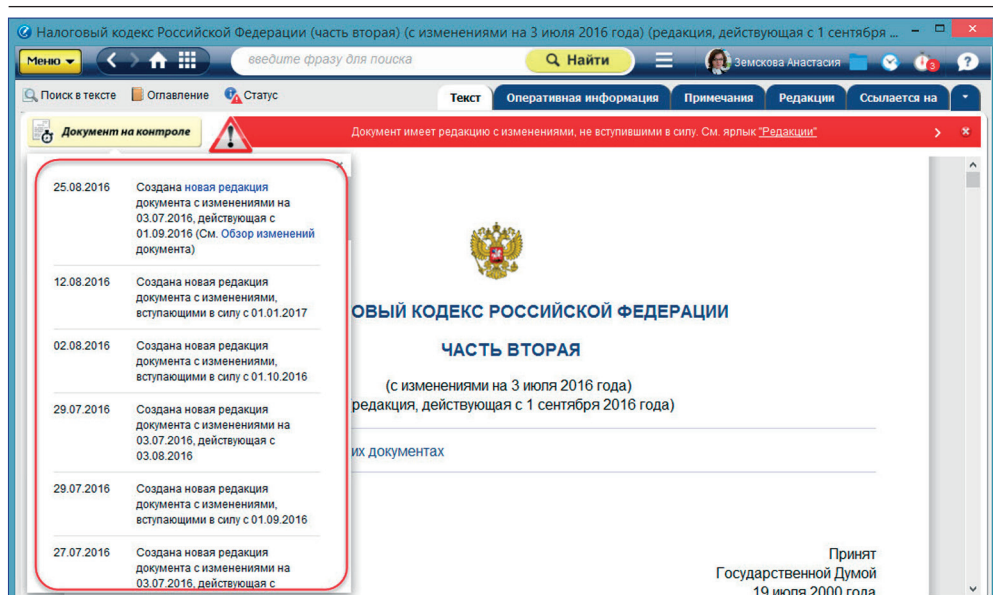 Налоговый кодекс Российской Федерации (часть вторая) (с изменениями на 3 июля 2016 года) (редакция, действующая с 1 сентября ...
Меню
введите фразу для поиска
Найти
Земскова Анастасия
3
?
Поиск в тексте
Оглавление
Статус
Текст
Оперативная информация
Примечания
Редакции
Ссылается на
Документ на контроле
Документ имеет редакцию с изменениями, не вступившими в силу. См. ярлык "Редакции"
25.08.2016
Создана новая редакция
документа с изменениями на
03.07.2016, действующая с
01.09.2016 (См. Обзор изменений
документа)
12.08.2016
Создана новая редакция
документа с изменениями,
вступающими в силу с 01.01.2017
02.08.2016
Создана новая редакция
документа с изменениями,
вступающими в силу с 01.10.2016
29.07.2016
Создана новая редакция
документа с изменениями на
03.07.2016, действующая с
03.08.2016
29.07.2016
Создана новая редакция
документа с изменениями,
вступающими в силу с 01.09.2016
27.07.2016
Создана новая редакция
документа с изменениями на
03.07.2016, действующая с
ОВЫЙ КОДЕКС РОССИЙСКОЙ ФЕДЕРАЦИИ
ЧАСТЬ ВТОРАЯ
(с изменениями на 3 июля 2016 года)
редакция, действующая с 1 сентября 2016 года)
их документах
Принят
Государственной Думой
19 июля 2000 года